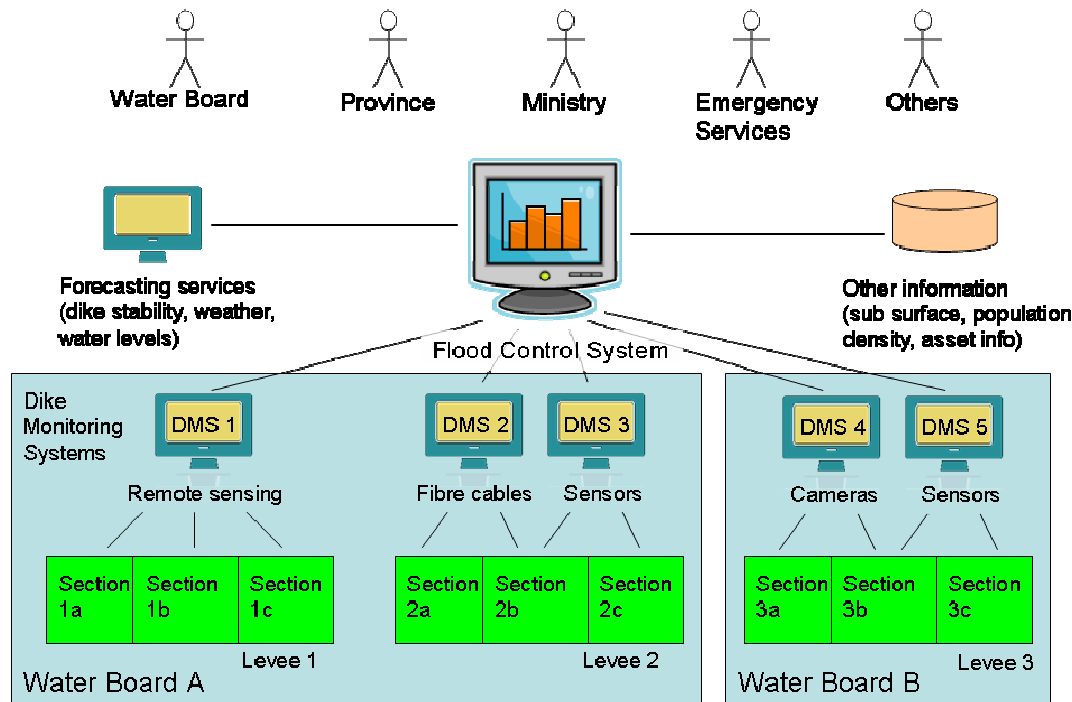 Water Board
Province
Ministry
Emergency
Services
Others
Forecasting services
(dike stability, weather,
water levels)
Other information
(sub surface, population
density, asset info)
Flood Control System
Dike
Monitoring
Systems
DMS 1
DMS 2
DMS 3
DMS 4
DMS 5
Remote sensing
Fibre cables
Sensors
Cameras
Sensors
Section
1a
Section
1b
Section
1c
Section
2a
Section
2b
Section
2c
Section
3a
Section
3b
Section
3c
Levee 1
Levee 2
Levee 3
Water Board A
Water Board B